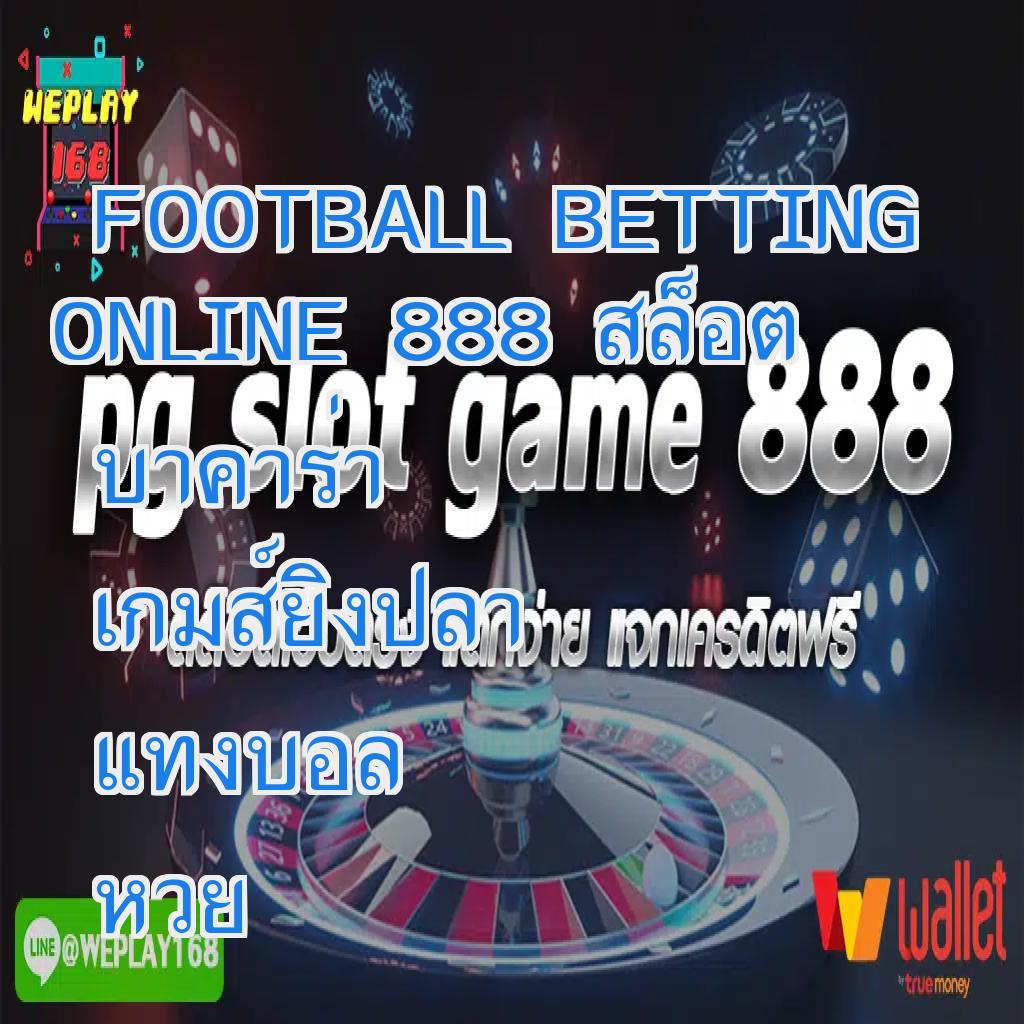 WEPLAY
168
FOOTBALL BETTING
ONLINE 888 สล็อต
pg slot game 888
บาคาร่า
เกมส์ยิงปลา
แจกเครดิตฟรี
แทงบอล
หวย
LINE @WEPLAY168
wallet
by truemoney